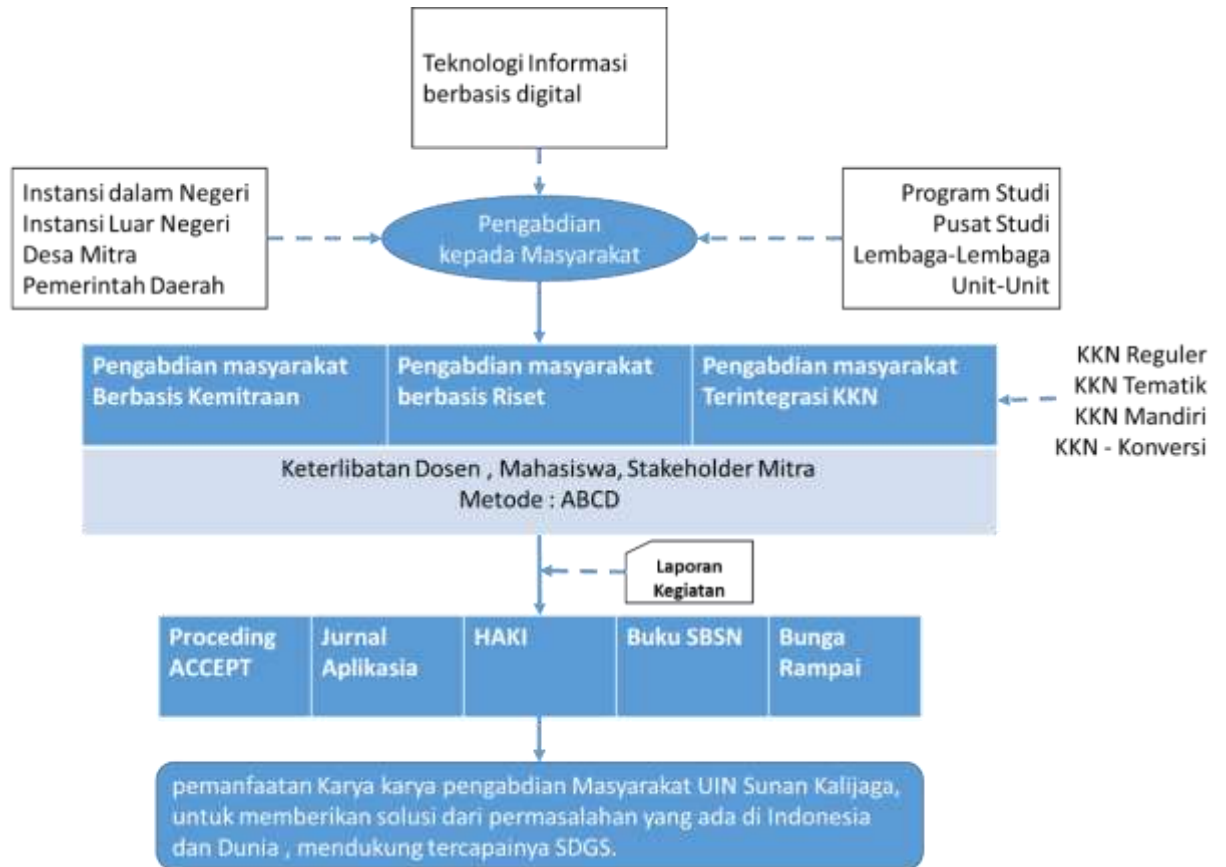 Teknologi Informasi
berbasis digital
Instansi dalam Negeri
Instansi Luar Negeri
Desa Mitra
Pemerintah Daerah
Pengabdian
kepada Masyarakat
Program Studi
Pusat Studi
Lembaga-Lembaga
Unit-Unit
Pengabdian masyarakat
Berbasis Kemitraan
Pengabdian masyarakat
berbasis Riset
Pengabdian masyarakat
Terintegrasi KKN
KKN Reguler
KKN Tematik
KKN Mandiri
KKN - Konversi
Keterlibatan Dosen , Mahasiswa, Stakeholder Mitra
Metode : ABCD
Laporan
Kegiatan
Proceding
ACCEPT
Jurnal
Aplikasia
HAKI
Buku SBSN
Bunga
Rampai
pemanfaatan Karya karya pengabdian Masyarakat UIN Sunan Kalijaga,
untuk memberikan solusi dari permasalahan yang ada di Indonesia
dan Dunia , mendukung tercapainya SDGS.